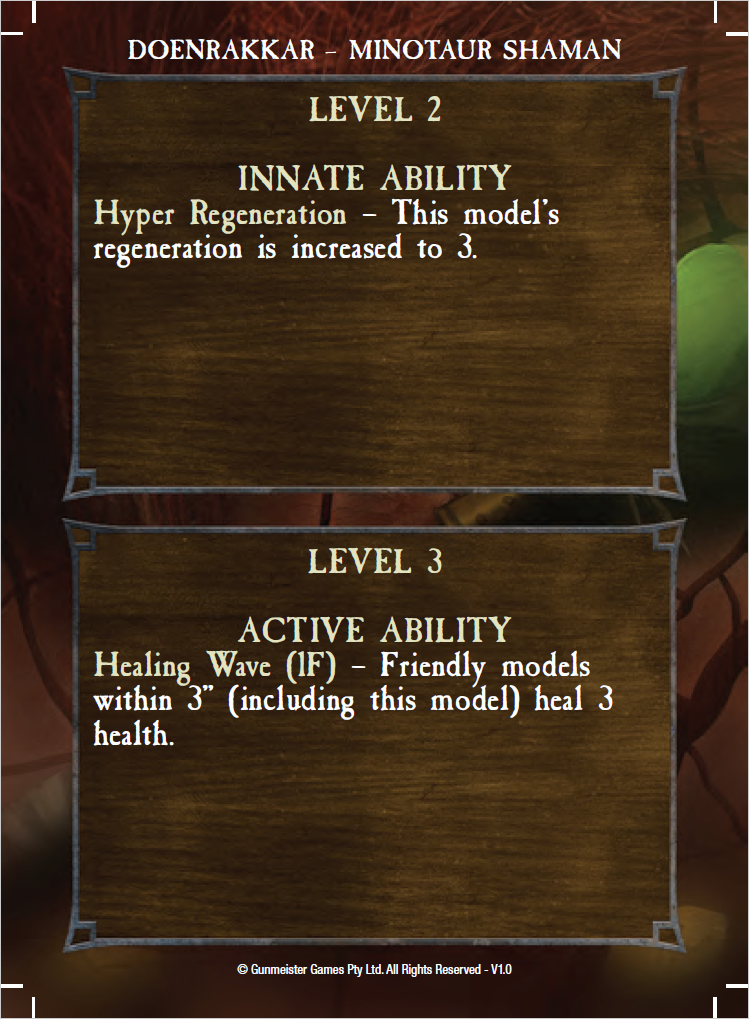 DOENRAKKAR – MINOTAUR SHAMAN
LEVEL 2
INNATE ABILITY
Hyper Regeneration – This model's
regeneration is increased to 3.
LEVEL 3
ACTIVE ABILITY
Healing Wave (1F) – Friendly models
within 3” (including this model) heal 3
health.
© Gunmeister Games Pty Ltd. All Rights Reserved - V1.0